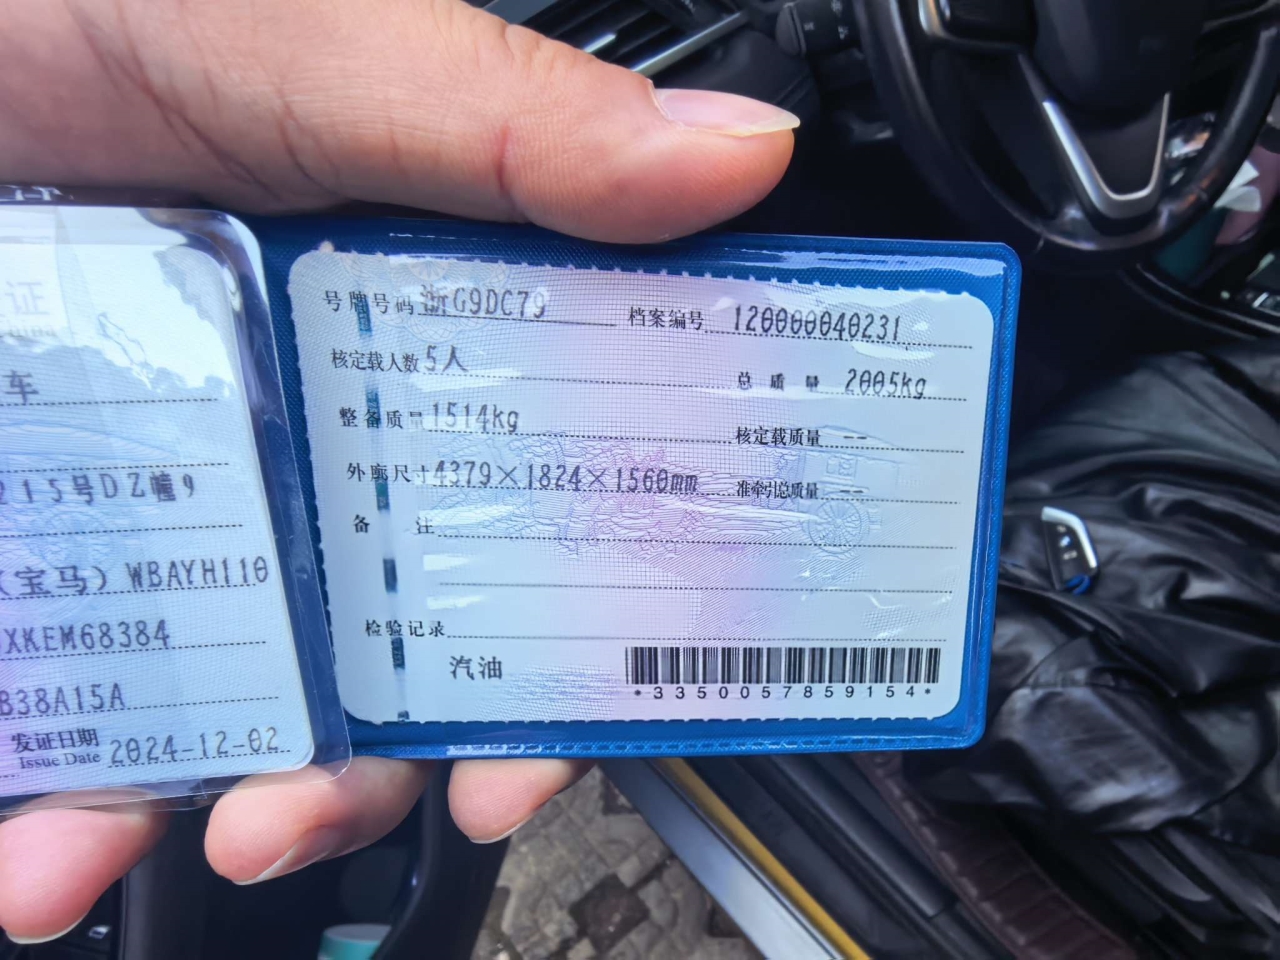 证
车
215号DZ幢9
(宝马) WBAYH110
XKEM68384
B38A15A
发证日期 2024-12-02
Issue Date
号牌号码 浙G9DC79 档案编号 120000040231
核定载人数 5人 总质量 2005kg
整备质量 1514kg 核定载质量 --
外廓尺寸 4379×1824×1560mm 准牵引总质量 --
备注
检验记录
汽油
*3350057859154*